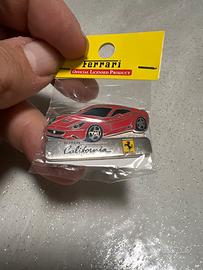 Ferrari
OFFICIAL LICENSED PRODUCT
California